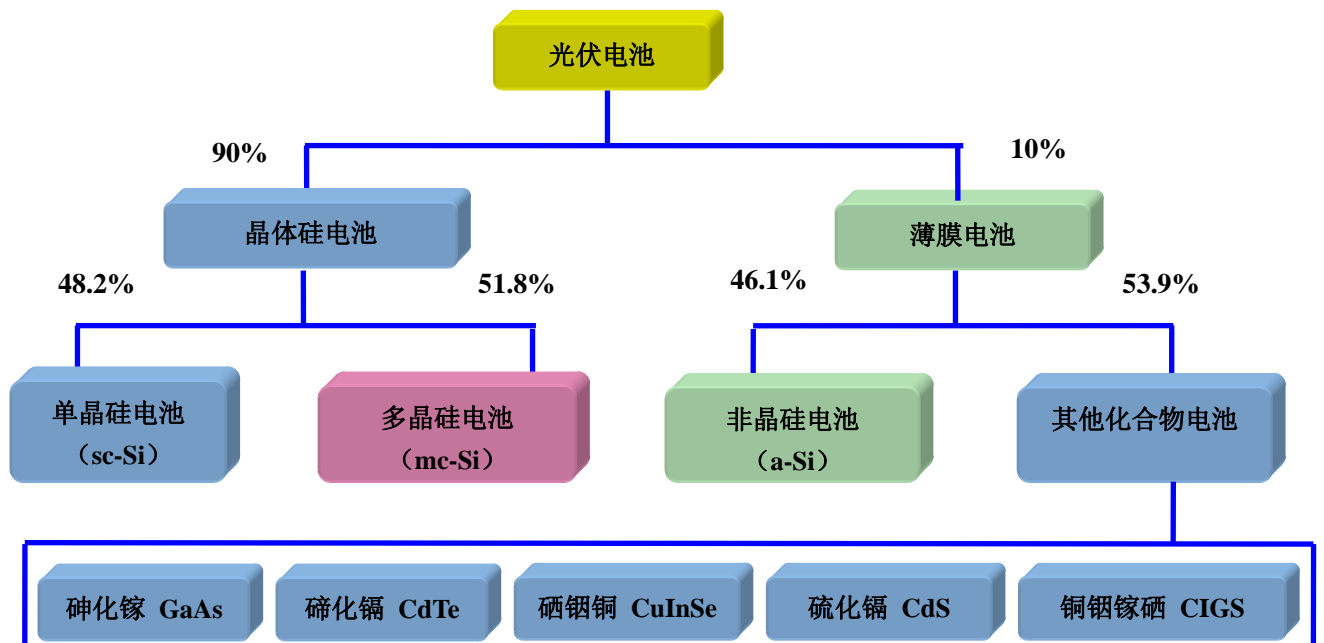 光伏电池
90%
10%
晶体硅电池
薄膜电池
48.2%
51.8%
46.1%
53.9%
单晶硅电池
（sc-Si）
多晶硅电池
（mc-Si）
非晶硅电池
（a-Si）
其他化合物电池
砷化镓 GaAs
碲化镉 CdTe
硒铟铜 CuInSe
硫化镉 CdS
铜铟镓硒 CIGS